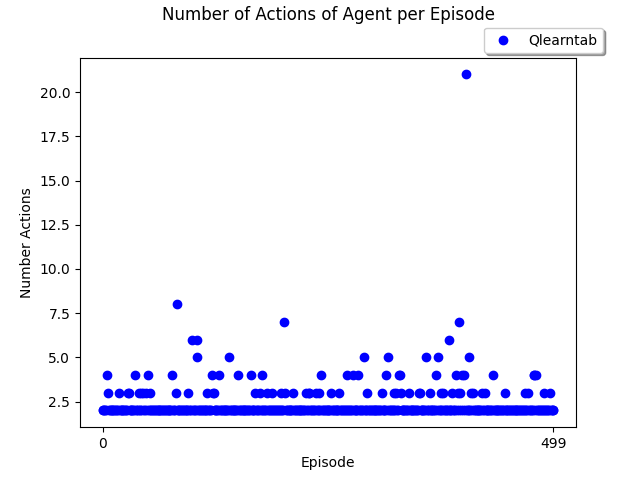 Number of Actions of Agent per Episode
Qlearntab
20.0
17.5
15.0
12.5
10.0
7.5
5.0
2.5
Number Actions
0
499
Episode